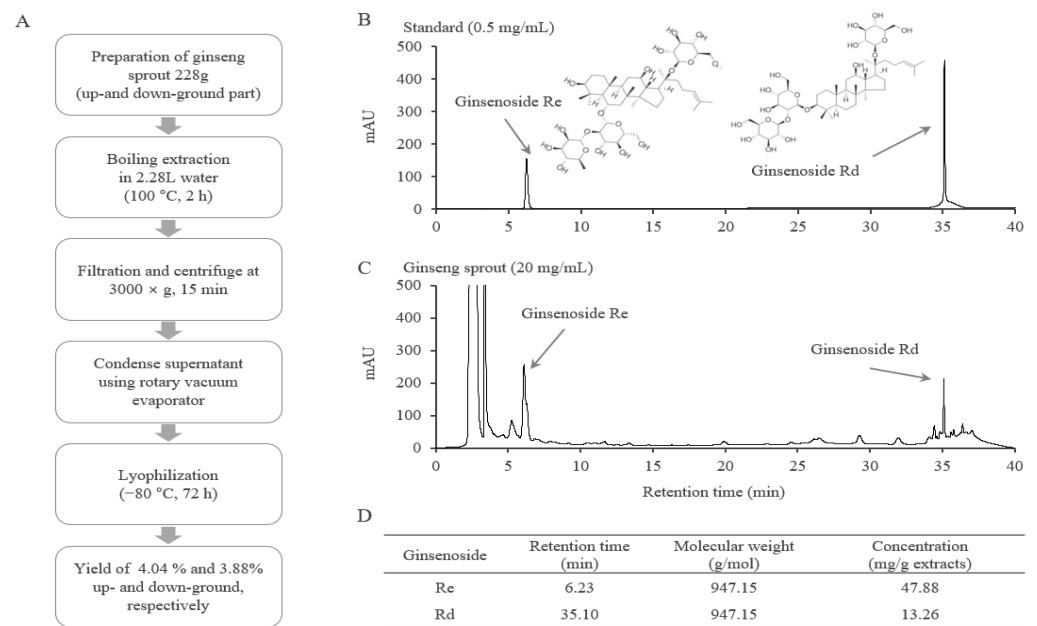 A
Preparation of ginseng
sprout 228g
(up-and down-ground part)
Boiling extraction
in 2.28L water
(100 °C, 2 h)
Filtration and centrifuge at
3000 × g, 15 min
Condense supernatant
using rotary vacuum
evaporator
Lyophilization
(−80 °C, 72 h)
Yield of 4.04 % and 3.88%
up- and down-ground,
respectively
B
Standard (0.5 mg/mL)
500
400
300
200
100
0
mAU
Ginsenoside Re
Ginsenoside Rd
0 5 10 15 20 25 30 35 40
C
Ginseng sprout (20 mg/mL)
500
400
300
200
100
0
mAU
Ginsenoside Re
Ginsenoside Rd
0 5 10 15 20 25 30 35 40
Retention time (min)
D
Ginsenoside Retention time (min) Molecular weight (g/mol) Concentration (mg/g extracts)
Re 6.23 947.15 47.88
Rd 35.10 947.15 13.26